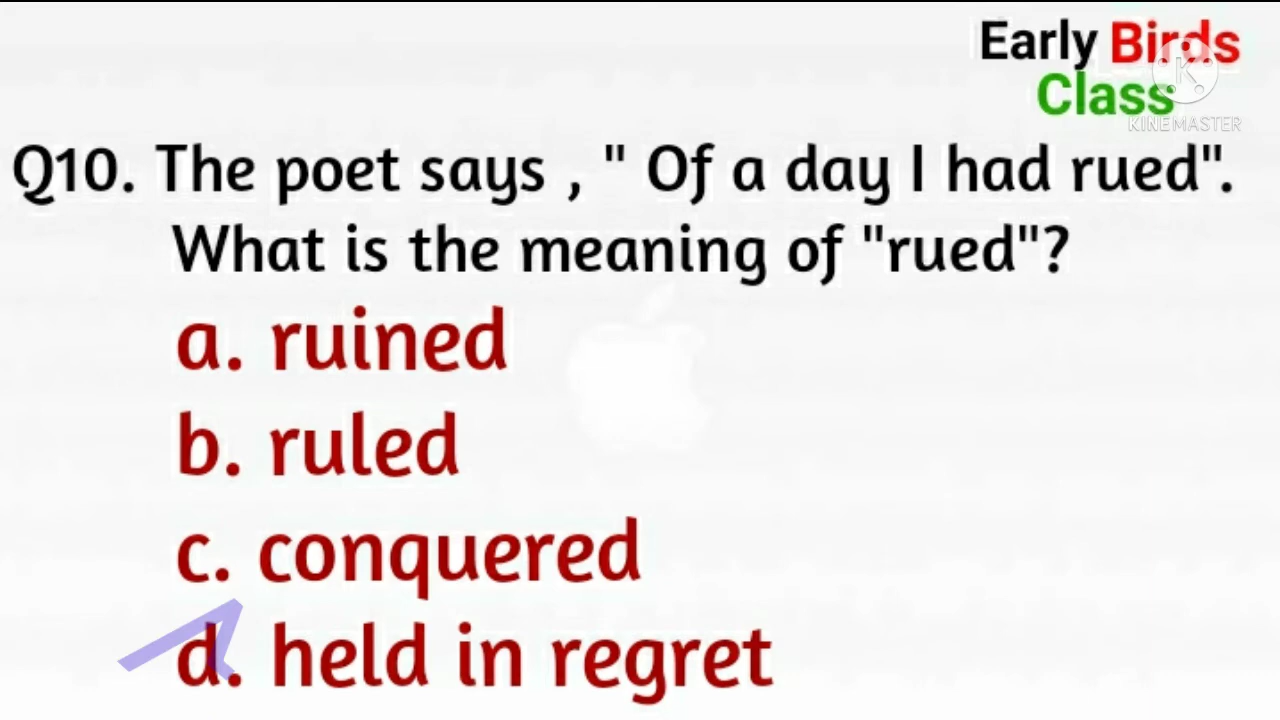 Early Birds
Class
KINEMASTER
Q10. The poet says , " Of a day I had rued".
What is the meaning of "rued"?
a. ruined
b. ruled
c. conquered
d. held in regret